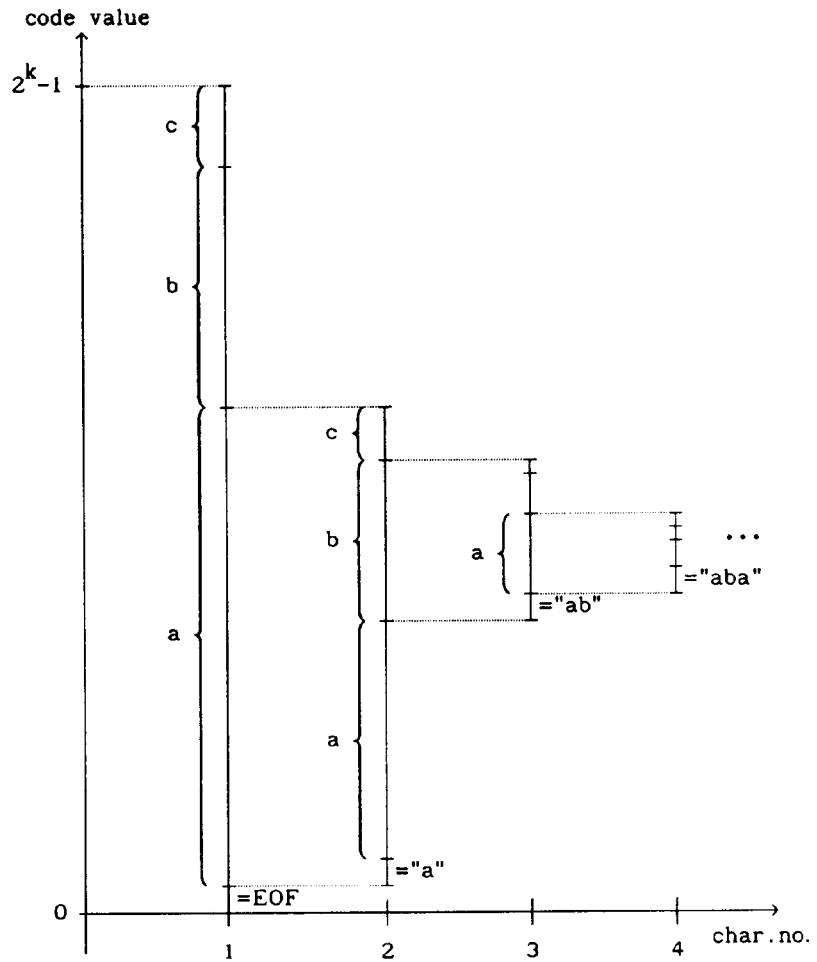 code value
2^k-1
c
b
c
b
a
="aba"
="ab"
a
a
="a"
=EOF
0
1
2
3
4
char.no.